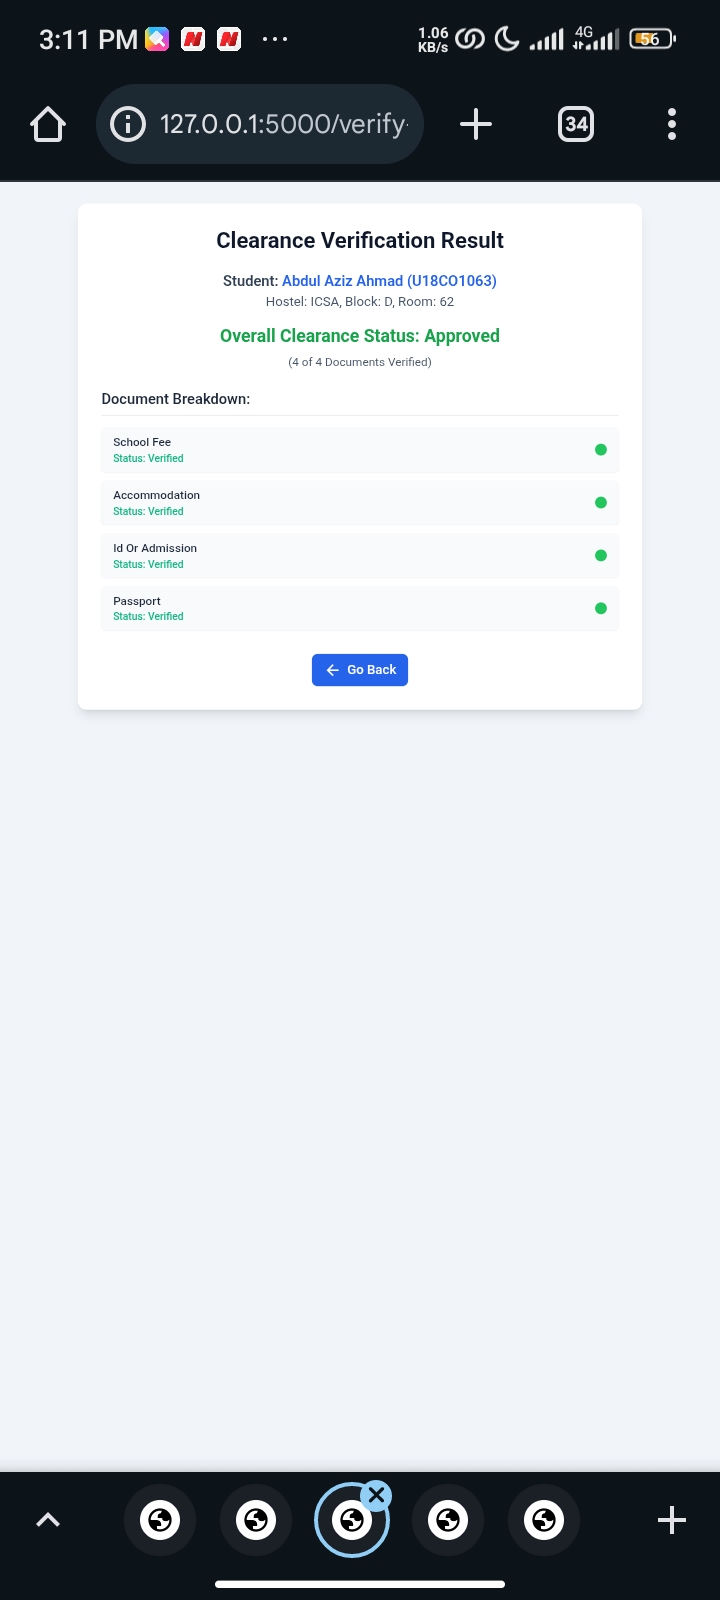 3:11 PM
1.06
KB/s
4G
56
127.0.0.1:5000/verify
34
Clearance Verification Result
Student: Abdul Aziz Ahmad (U18CO1063)
Hostel: ICSA, Block: D, Room: 62
Overall Clearance Status: Approved
(4 of 4 Documents Verified)
Document Breakdown:
School Fee
Status: Verified
Accommodation
Status: Verified
Id Or Admission
Status: Verified
Passport
Status: Verified
Go Back